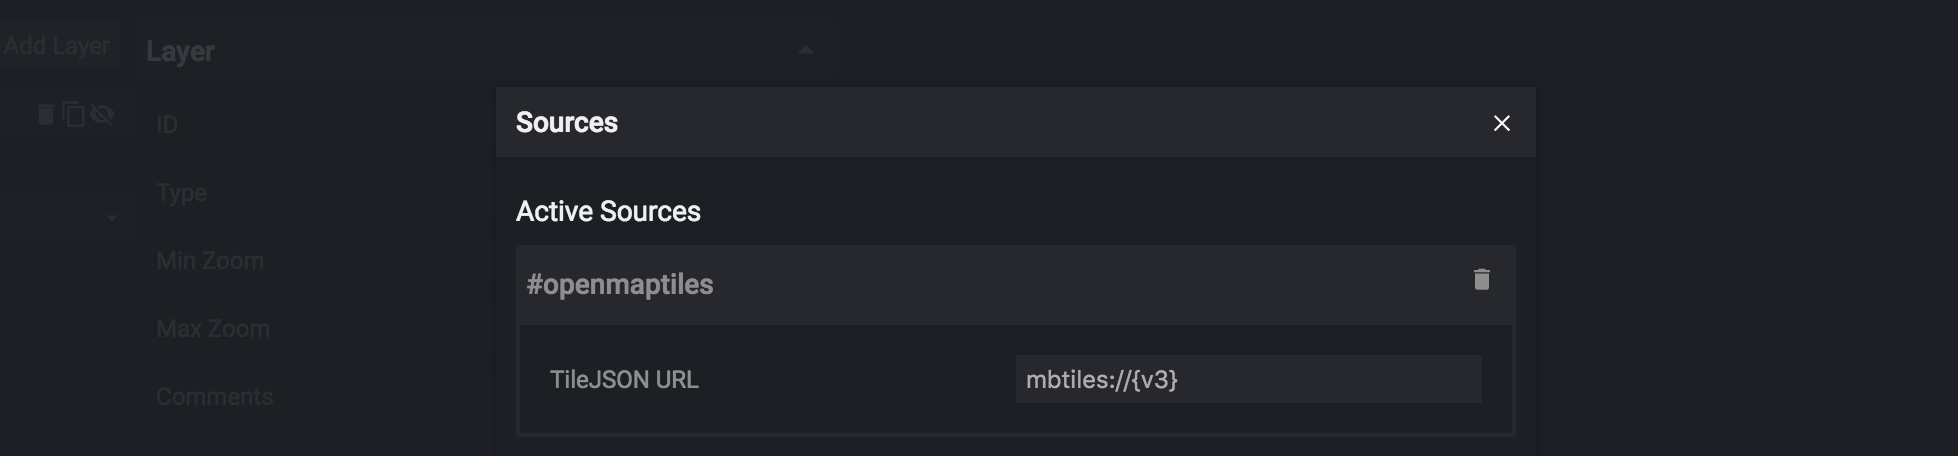 Add Layer
Layer
ID
Type
Min Zoom
Max Zoom
Comments
Sources
Active Sources
#openmaptiles
TileJSON URL
mbtiles://{v3}